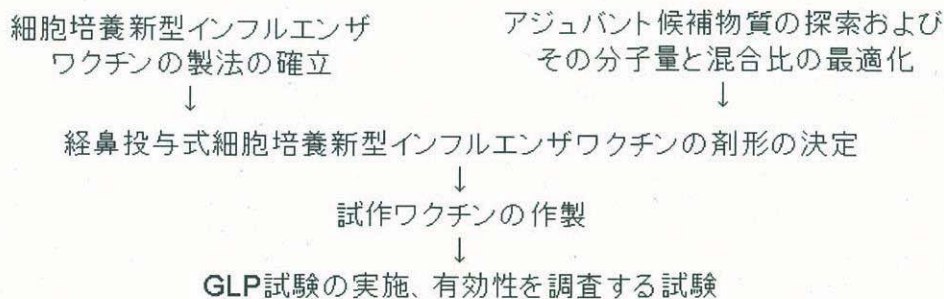 細胞培養新型インフルエンザ
ワクチンの製法の確立
アジュバント候補物質の探索および
その分子量と混合比の最適化
↓
↓
経鼻投与式細胞培養新型インフルエンザワクチンの剤形の決定
↓
試作ワクチンの作製
↓
GLP試験の実施、有効性を調査する試験